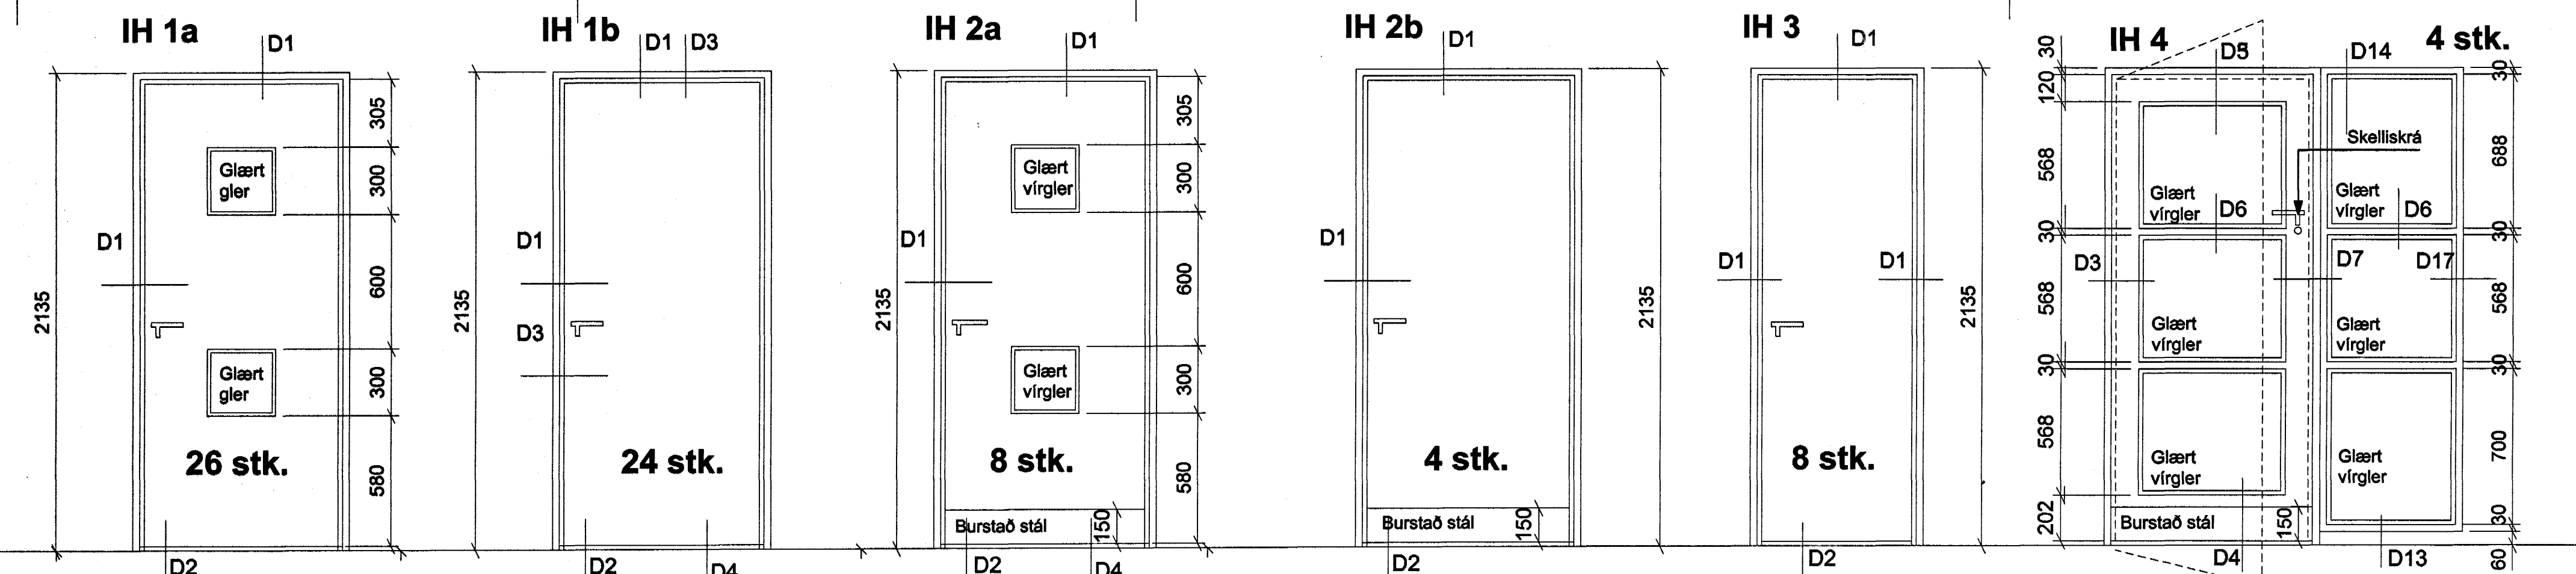 IH 1a
D1
2135
D1
305
300
600
300
580
Glært
gler
Glært
gler
26 stk.
D2
IH 1b
D1
D3
2135
D1
D3
24 stk.
D2
D4
IH 2a
D1
2135
D1
305
300
600
300
580
Glært
vírgler
Glært
vírgler
8 stk.
Burstað stál
150
D2
D4
IH 2b
D1
D1
2135
4 stk.
Burstað stál
150
D2
IH 3
D1
D1
D1
2135
8 stk.
D2
IH 4
4 stk.
D14
30
120
568
30
568
30
568
202
Skelliskrá
Glært
vírgler
D6
Glært
vírgler
D6
D3
D7
D17
Glært
vírgler
Glært
vírgler
Glært
vírgler
Glært
vírgler
Burstað stál
150
D4
D13
30
688
30
568
30
700
30
60